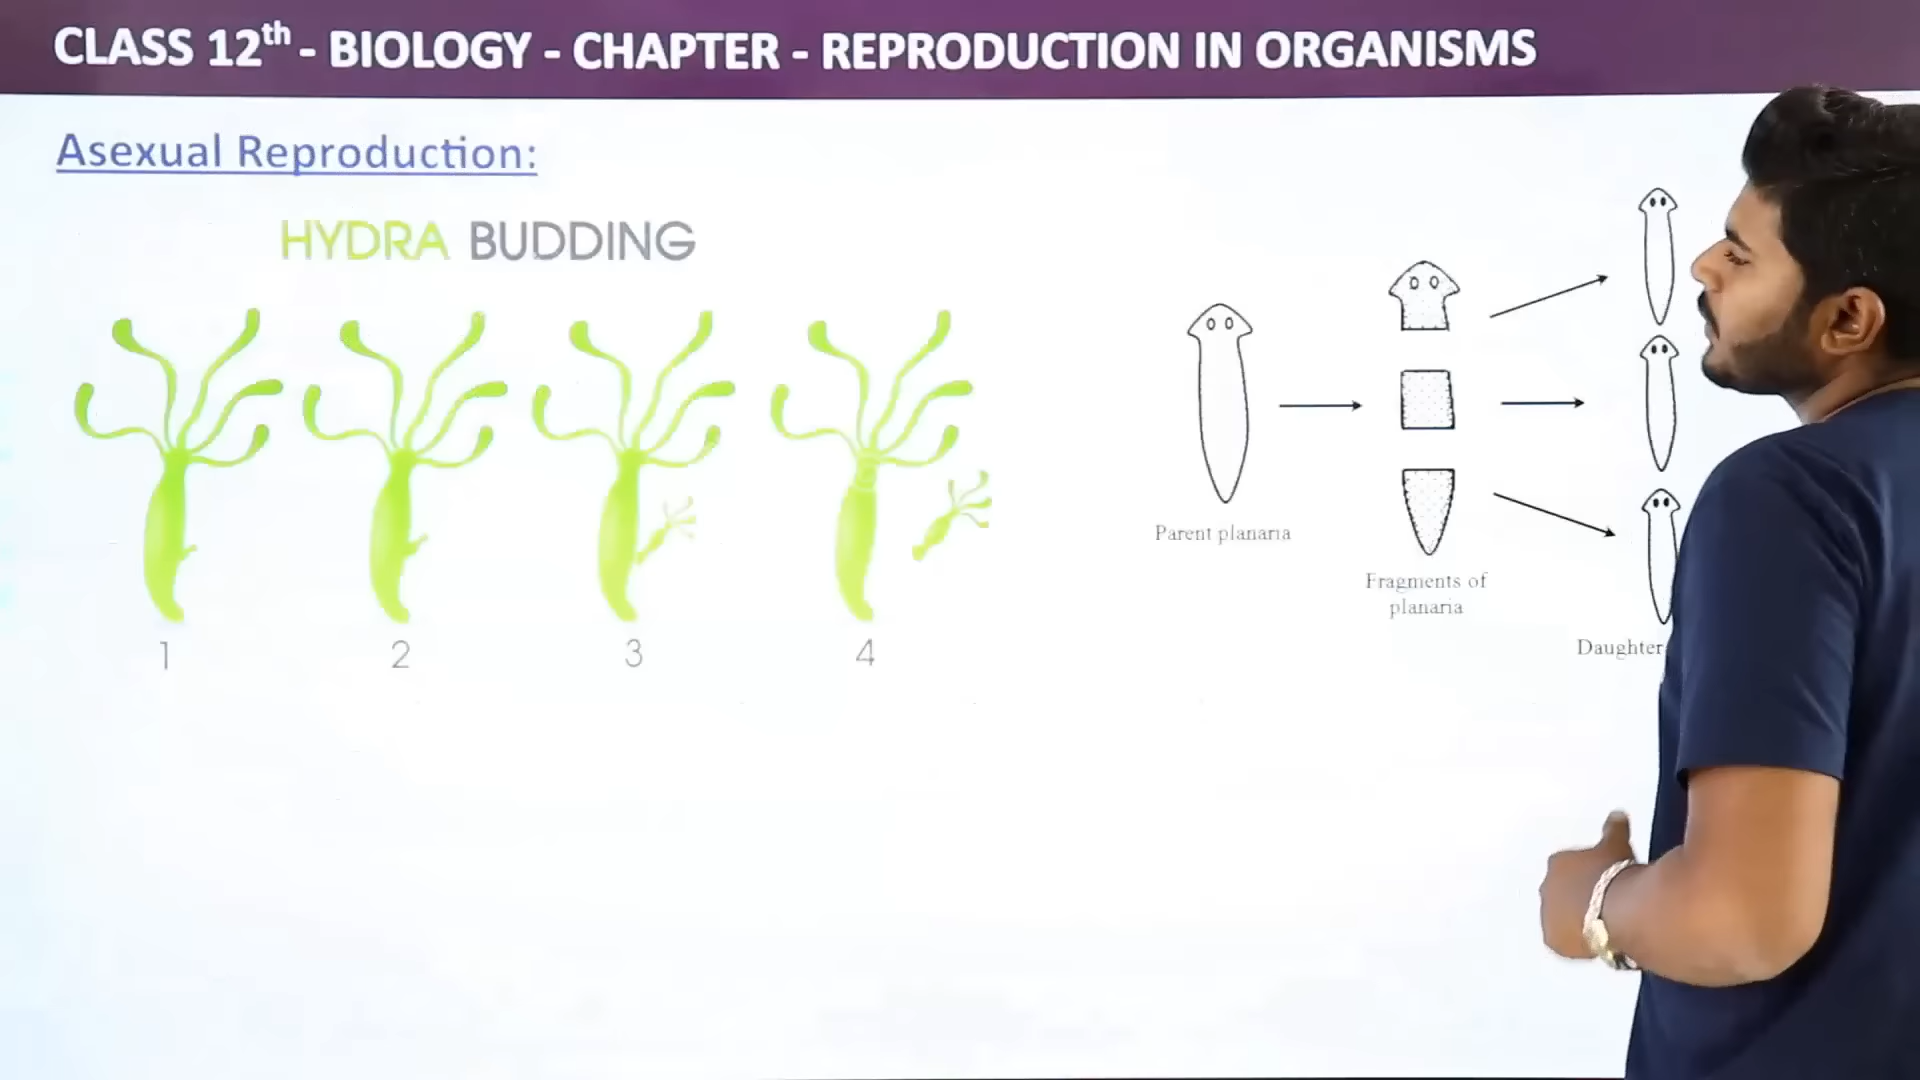 CLASS 12th - BIOLOGY - CHAPTER - REPRODUCTION IN ORGANISMS
Asexual Reproduction:
HYDRA BUDDING
1 2 3 4
Parent planaria
Fragments of
planaria
Daughter